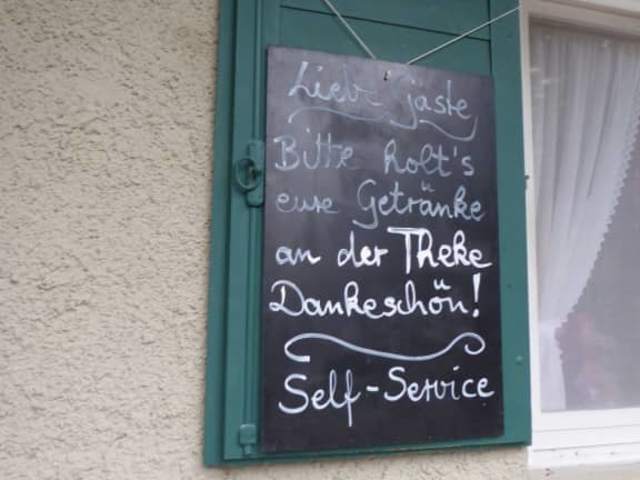 Liebe Gäste
Bitte holt's
eure Getränke
an der Theke
Dankeschön!
Self-Service